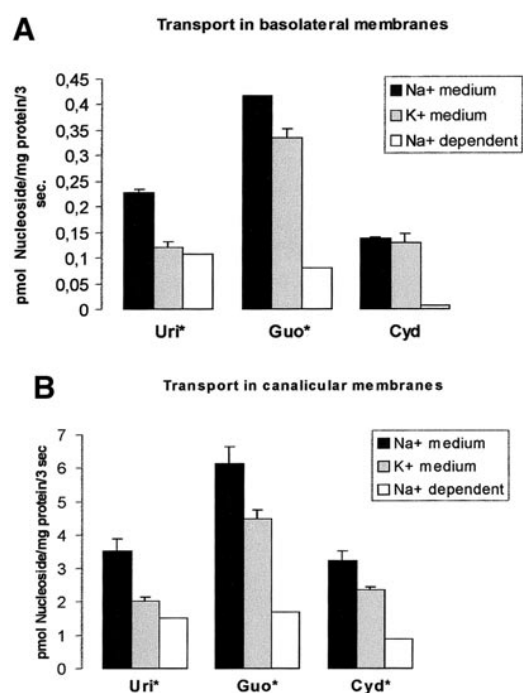 A
Transport in basolateral membranes
pmol Nucleoside/mg protein/3
sec.
0,45
0,4
0,35
0,3
0,25
0,2
0,15
0,1
0,05
0
Na+ medium
K+ medium
Na+ dependent
Uri*
Guo*
Cyd
B
Transport in canalicular membranes
pmol Nucleoside/mg protein/3 sec
7
6
5
4
3
2
1
0
Na+ medium
K+ medium
Na+ dependent
Uri*
Guo*
Cyd*